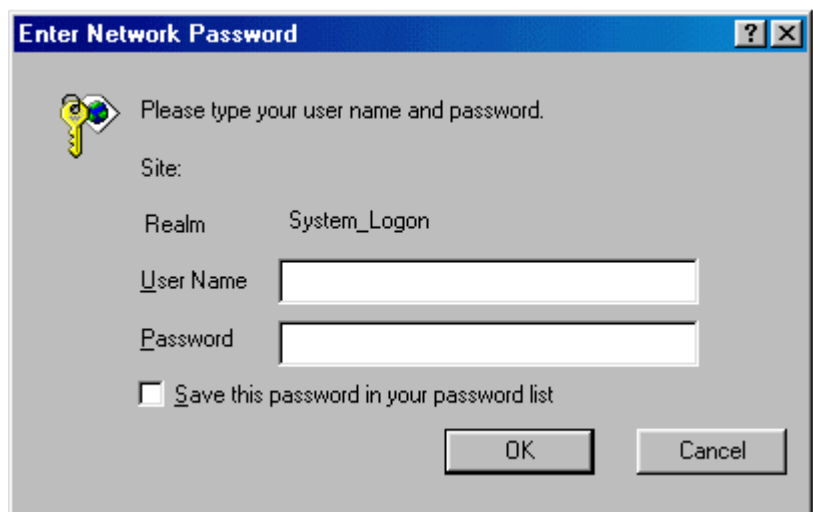 Enter Network Password
Please type your user name and password.
Site:
Realm System_Logon
User Name
Password
Save this password in your password list
OK Cancel